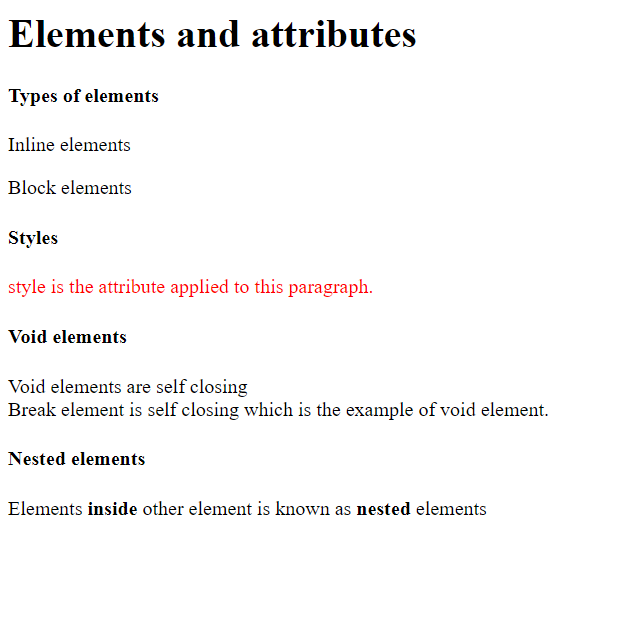 Elements and attributes
Types of elements
Inline elements
Block elements
Styles
style is the attribute applied to this paragraph.
Void elements
Void elements are self closing
Break element is self closing which is the example of void element.
Nested elements
Elements inside other element is known as nested elements